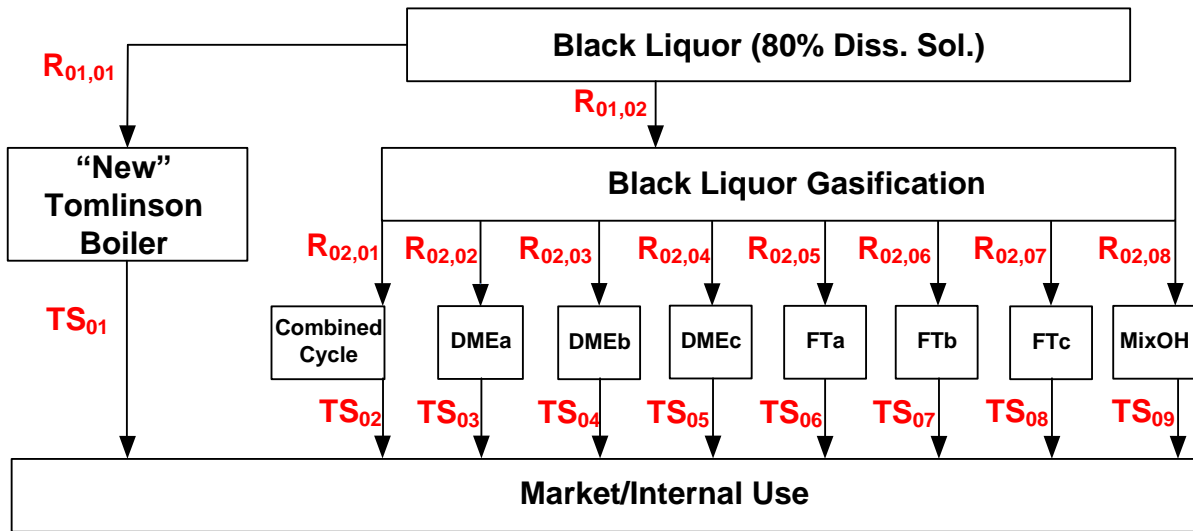 Black Liquor (80% Diss. Sol.)
R01,01
R01,02
“New”
Tomlinson
Boiler
Black Liquor Gasification
R02,01
R02,02
R02,03
R02,04
R02,05
R02,06
R02,07
R02,08
TS01
Combined
Cycle
DMEa
DMEb
DMEc
FTa
FTb
FTc
MixOH
TS02
TS03
TS04
TS05
TS06
TS07
TS08
TS09
Market/Internal Use